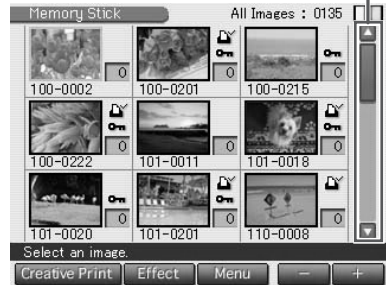 Memory Stick All Images : 0135
0 0 0
100-0002 100-0201 100-0215
0 0 0
100-0222 101-0011 101-0018
0 0 0
101-0020 101-0201 110-0008
Select an image.
Creative Print Effect Menu − +